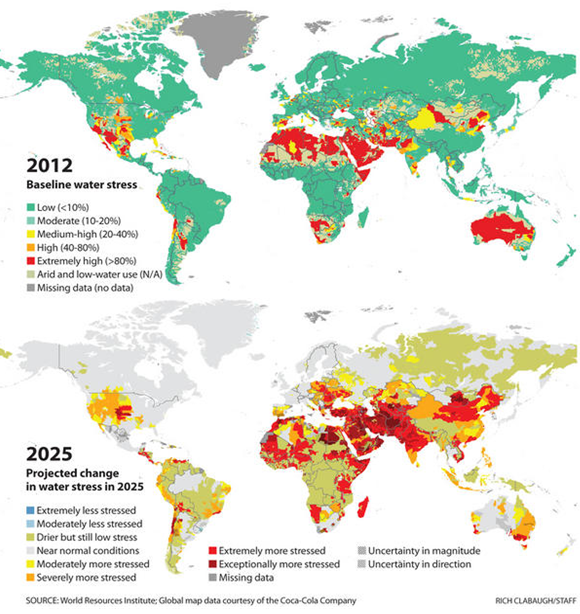 2012
Baseline water stress
Low (<10%)
Moderate (10-20%)
Medium-high (20-40%)
High (40-80%)
Extremely high (>80%)
Arid and low-water use (N/A)
Missing data (no data)
2025
Projected change
in water stress in 2025
Extremely less stressed
Moderately less stressed
Drier but still low stress
Near normal conditions
Moderately more stressed
Severely more stressed
Extremely more stressed
Exceptionally more stressed
Missing data
Uncertainty in magnitude
Uncertainty in direction
SOURCE: World Resources Institute; Global map data courtesy of the Coca-Cola Company
RICH CLABAUGH/STAFF